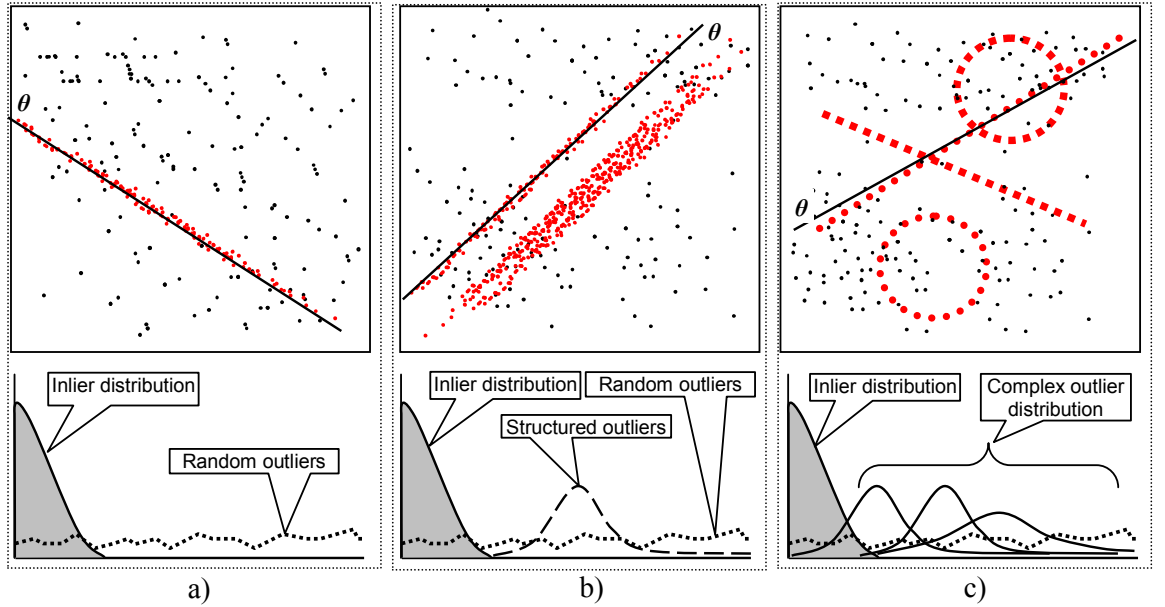 θ
Inlier distribution
Random outliers
a)
θ
Inlier distribution
Random outliers
Structured outliers
b)
θ
Inlier distribution
Complex outlier
distribution
c)